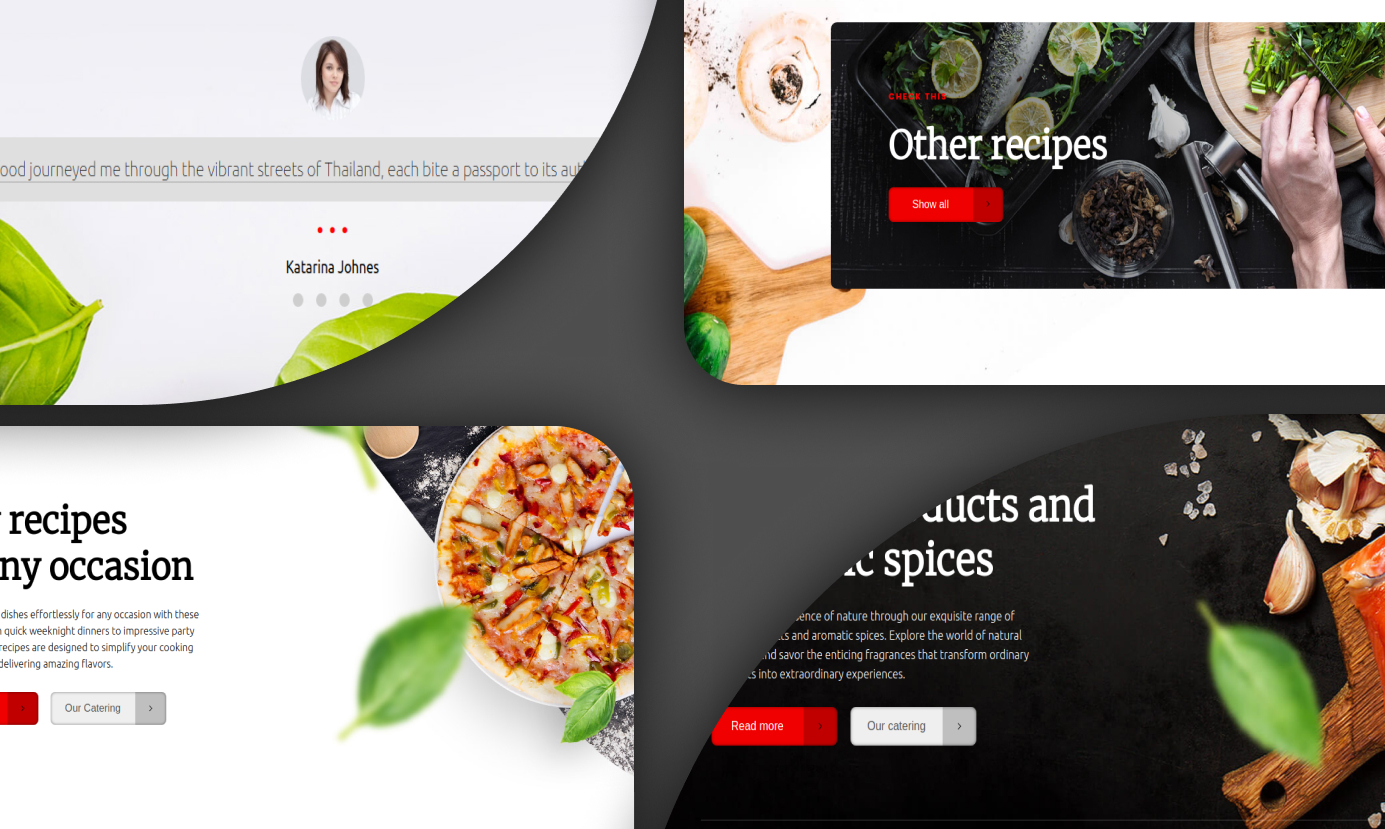 ood journeyed me through the vibrant streets of Thailand, each bite a passport to its
Katarina Johnes
CHECK THIS
Other recipes
Show all
recipes
ny occasion
dishes effortlessly for any occasion with these
quick weeknight dinners to impressive party
recipes are designed to simplify your cooking
delivering amazing flavors.
Our Catering
ducts and
ic spices
ence of nature through our exquisite range of
ts and aromatic spices. Explore the world of natural
nd savor the enticing fragrances that transform ordinary
ts into extraordinary experiences.
Read more
Our catering